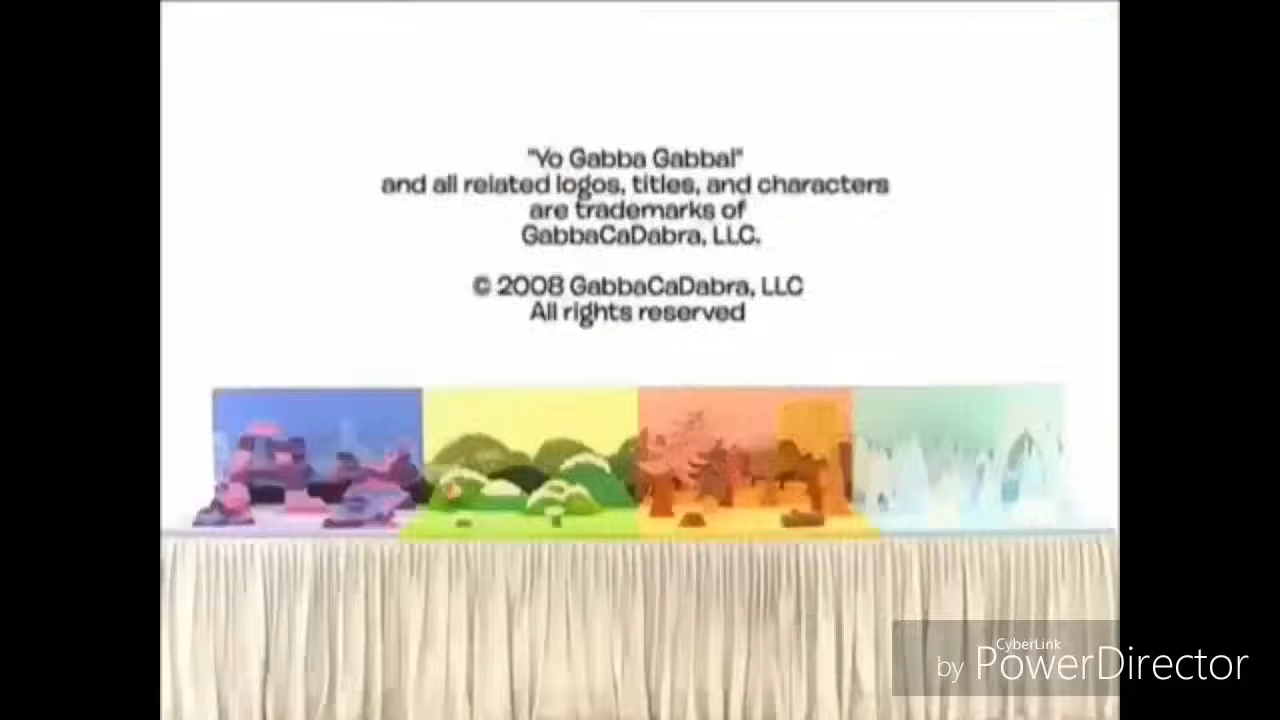 "Yo Gabba Gabba!"
and all related logos, titles, and characters
are trademarks of
GabbaCaDabra, LLC.
© 2008 GabbaCaDabra, LLC
All rights reserved
CyberLink
by PowerDirector